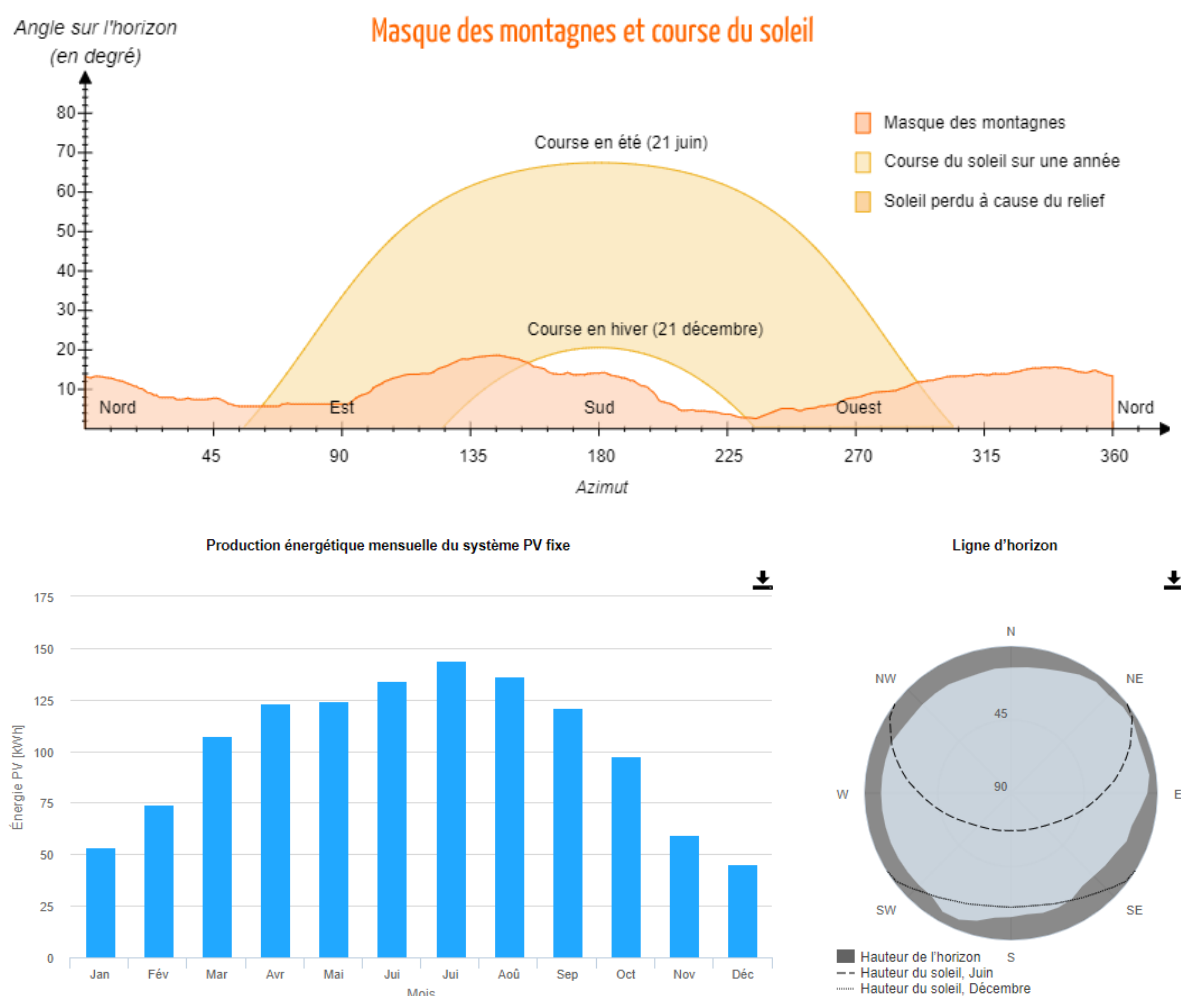 Angle sur l'horizon
(en degré)
Masque des montagnes et course du soleil
80
70
60
50
40
30
20
10
Course en été (21 juin)
Course en hiver (21 décembre)
Masque des montagnes
Course du soleil sur une année
Soleil perdu à cause du relief
Nord
Est
Sud
Ouest
Nord
45
90
135
180
225
270
315
360
Azimut
Production énergétique mensuelle du système PV fixe
175
150
125
100
75
50
25
0
Énergie PV [kWh]
Jan
Fév
Mar
Avr
Mai
Jui
Jui
Aoû
Sep
Oct
Nov
Déc
Mois
Ligne d'horizon
N
NW
NE
45
90
W
E
SW
SE
S
Hauteur de l'horizon
Hauteur du soleil, Juin
Hauteur du soleil, Décembre